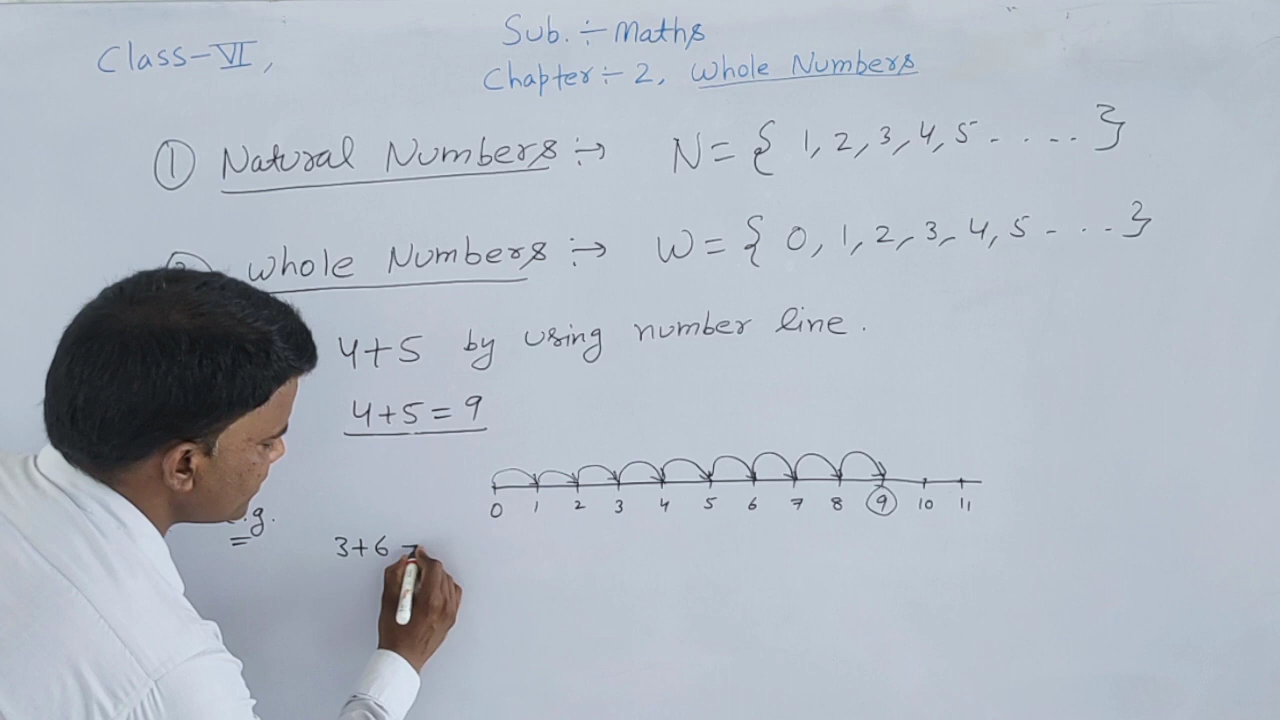 Class-VI,
Sub. :- Maths
Chapter :- 2, Whole Numbers
① Natural Numbers :→ N = { 1, 2, 3, 4, 5 - . . . . }
Whole Numbers :→ W = { 0, 1, 2, 3, 4, 5 - . . . }
4+5 by using number line.
4+5 = 9
0 1 2 3 4 5 6 7 8 9 10 11
.g.
3+6 =